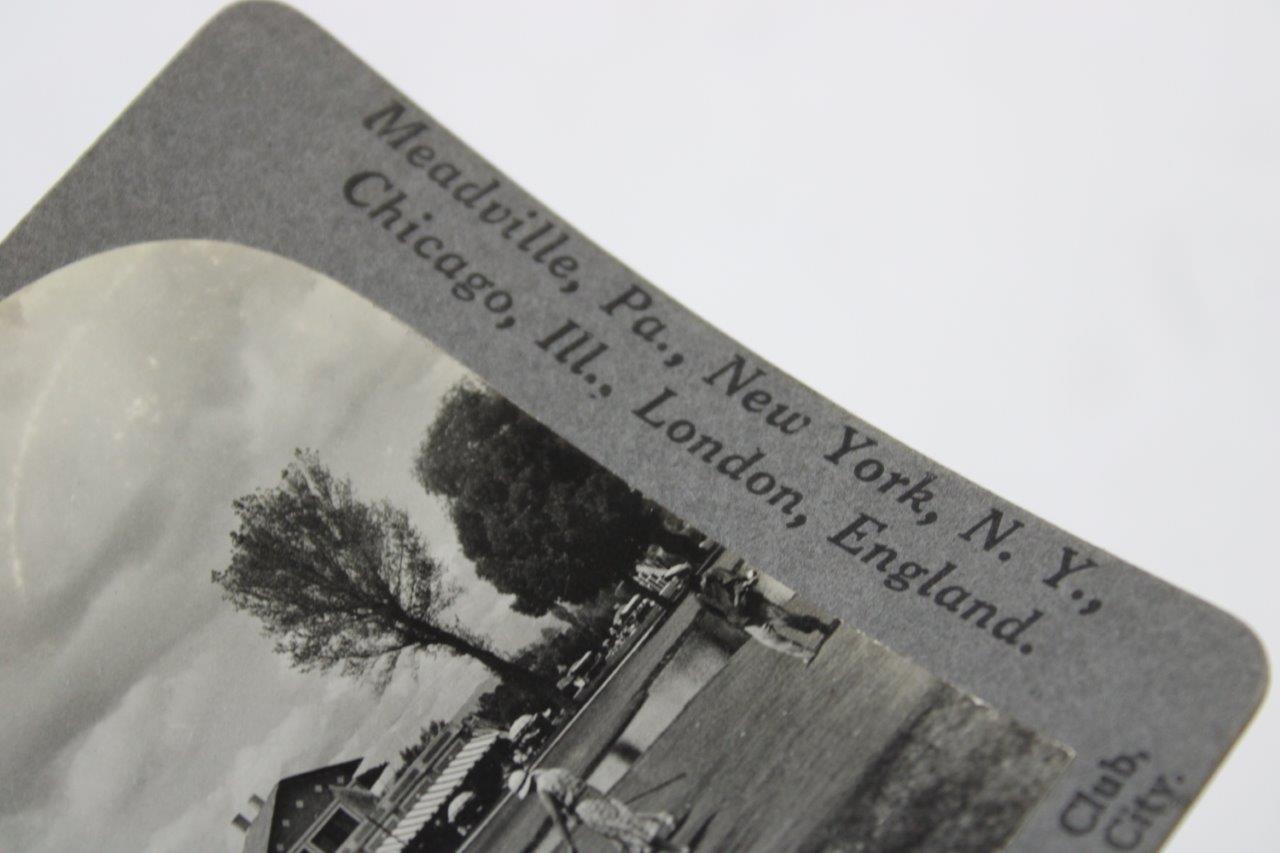 Meadville, Pa., New York, N. Y.,
Chicago, Ill., London, England.
Club,
City.